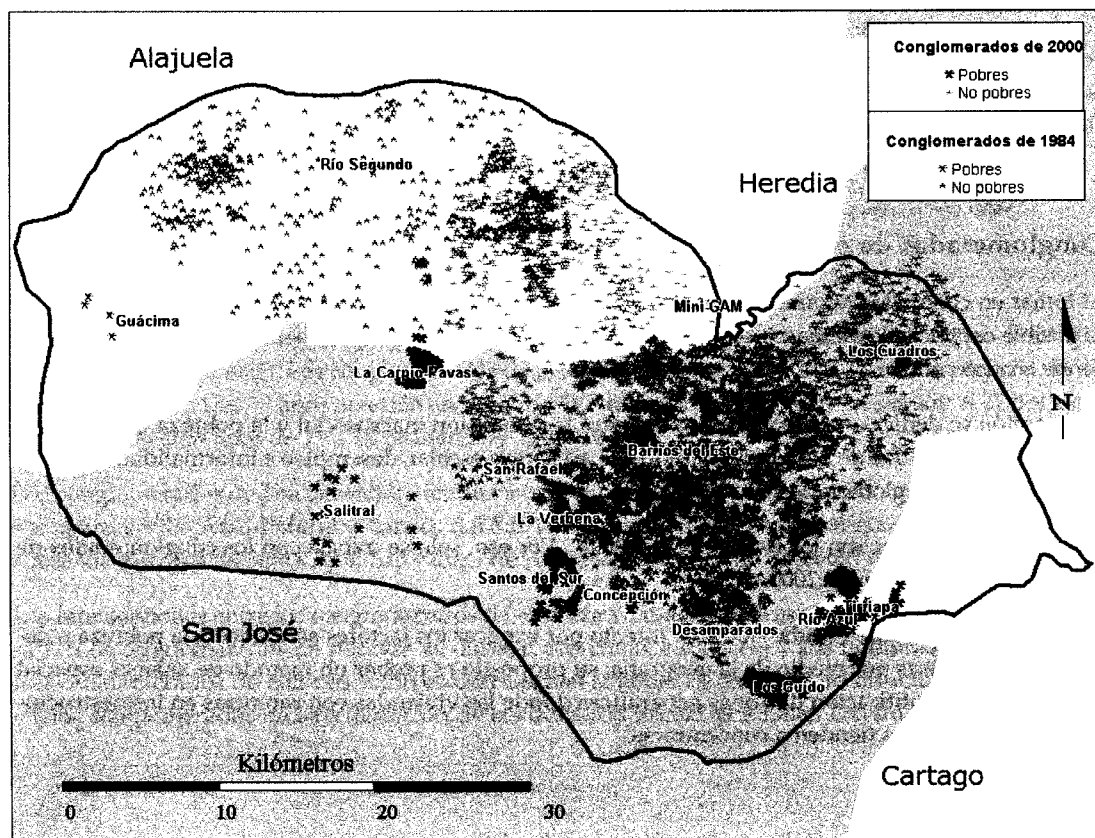 Alajuela
Conglomerados de 2000
Pobres
No pobres
Conglomerados de 1984
Pobres
No pobres
Río Segundo
Heredia
Mini-GAM
Guácima
Los Cuadros
La Carpio-Pavas
N
Barrios del Este
San Rafael
Salitral
La Verbena
Santos del Sur
Concepción
Río Azul
Desamparados
San José
Los Guido
Kilómetros
0 10 20 30
Cartago